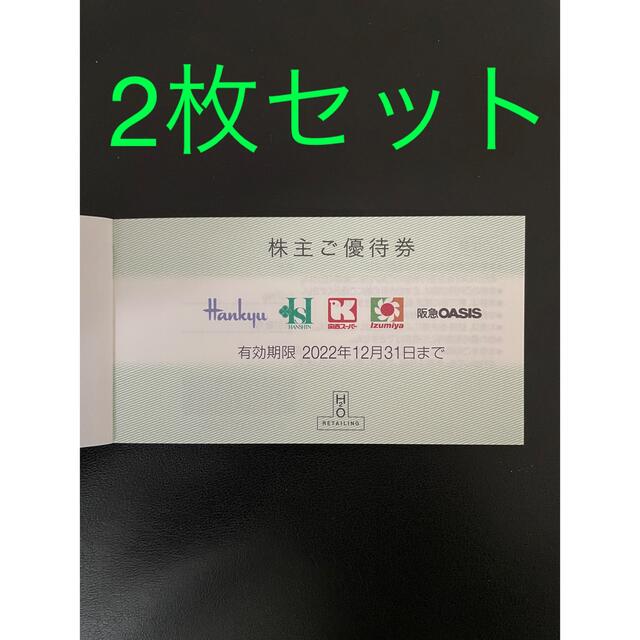 2枚セット
株主ご優待券
Hankyu HANSHIN 関西スーパー Izumiya 阪急OASIS
有効期限 2022年12月31日まで
H2O
RETAILING